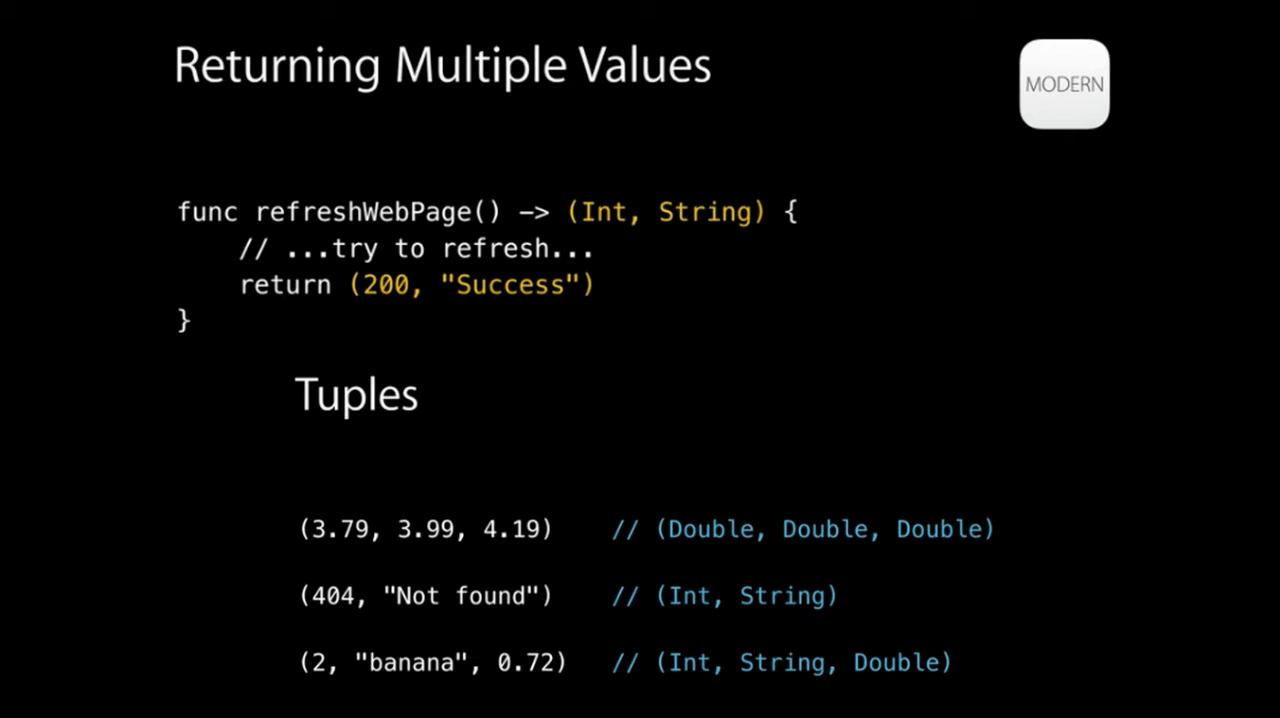 Returning Multiple Values
MODERN
func refreshWebPage() -> (Int, String) {
// ...try to refresh...
return (200, "Success")
}
Tuples
(3.79, 3.99, 4.19) // (Double, Double, Double)
(404, "Not found") // (Int, String)
(2, "banana", 0.72) // (Int, String, Double)